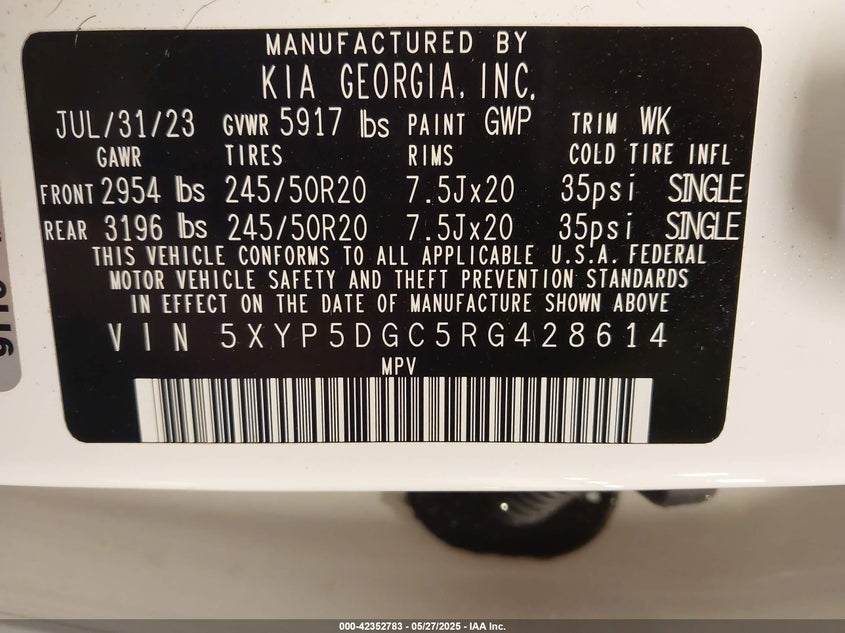 MANUFACTURED BY
KIA GEORGIA, INC.
JUL/31/23 GVWR 5917 lbs PAINT GWP TRIM WK
GAWR TIRES RIMS COLD TIRE INFL
FRONT 2954 lbs 245/50R20 7.5Jx20 35psi SINGLE
REAR 3196 lbs 245/50R20 7.5Jx20 35psi SINGLE
THIS VEHICLE CONFORMS TO ALL APPLICABLE U.S.A. FEDERAL
MOTOR VEHICLE SAFETY AND THEFT PREVENTION STANDARDS
IN EFFECT ON THE DATE OF MANUFACTURE SHOWN ABOVE
VIN 5XYP5DGC5RG428614
MPV
000-42352783 - 05/27/2025 - IAA Inc.